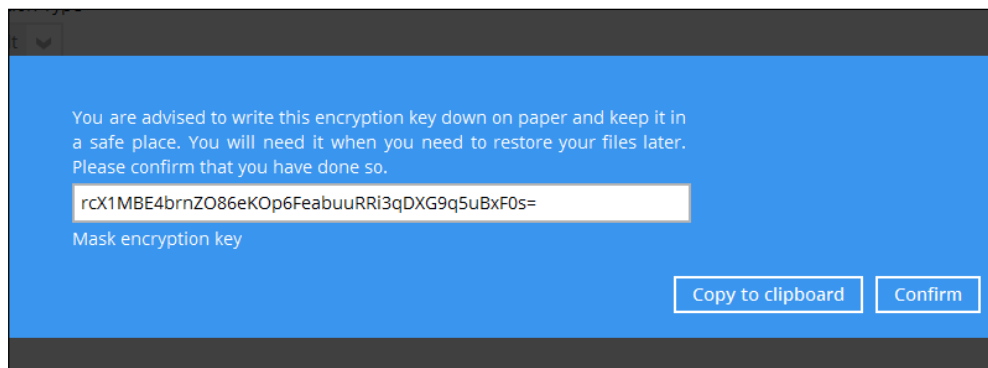 You are advised to write this encryption key down on paper and keep it in
a safe place. You will need it when you need to restore your files later.
Please confirm that you have done so.
rcX1MBE4brnZO86eKOp6FeabuuRRi3qDXG9q5uBxF0s=
Mask encryption key
Copy to clipboard Confirm